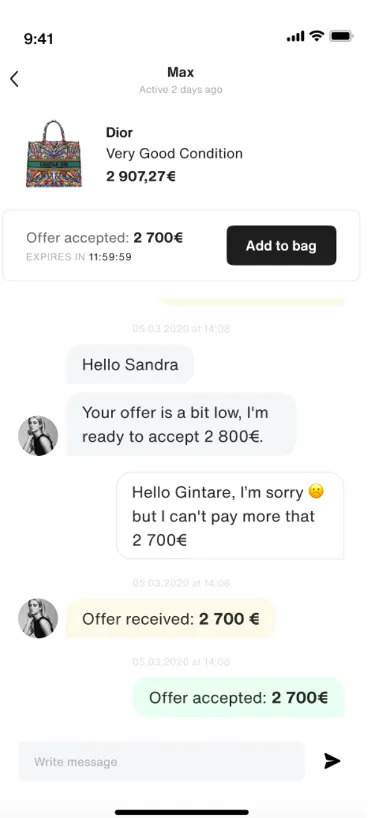 9:41
Max
Active 2 days ago
Dior
Very Good Condition
2 907,27€
Offer accepted: 2 700€
EXPIRES IN 11:59:59
Add to bag
05.03.2020 at 14:08
Hello Sandra
Your offer is a bit low, I'm
ready to accept 2 800€.
Hello Gintare, I'm sorry ☹️
but I can't pay more that
2 700€
05.03.2020 at 14:08
Offer received: 2 700 €
05.03.2020 at 14:08
Offer accepted: 2 700€
Write message